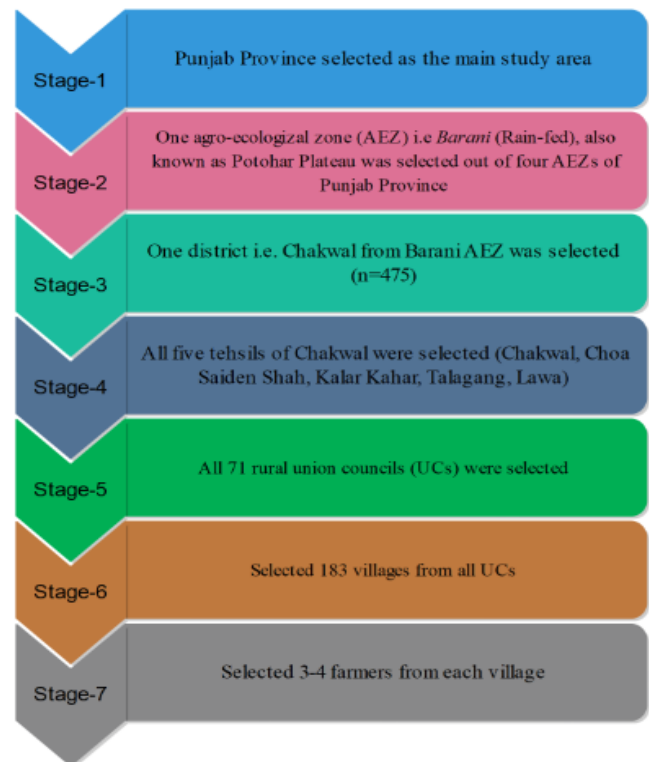 Stage-1
Punjab Province selected as the main study area
Stage-2
One agro-ecologizal zone (AEZ) i.e Barani (Rain-fed), also
known as Potohar Plateau was selected out of four AEZs of
Punjab Province
Stage-3
One district i.e. Chakwal from Barani AEZ was selected
(n=475)
Stage-4
All five tehsils of Chakwal were selected (Chakwal, Choa
Saiden Shah, Kalar Kahar, Talagang, Lawa)
Stage-5
All 71 rural union councils (UCs) were selected
Stage-6
Selected 183 villages from all UCs
Stage-7
Selected 3-4 farmers from each village